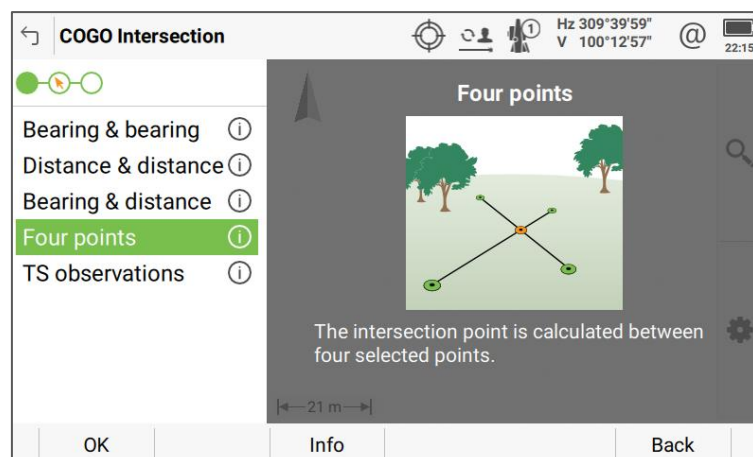 COGO Intersection
1
Hz 309°39'59"
V 100°12'57"
@
22:15
Four points
Bearing & bearing
Distance & distance
Bearing & distance
Four points
TS observations
The intersection point is calculated between
four selected points.
21 m
OK Info Back